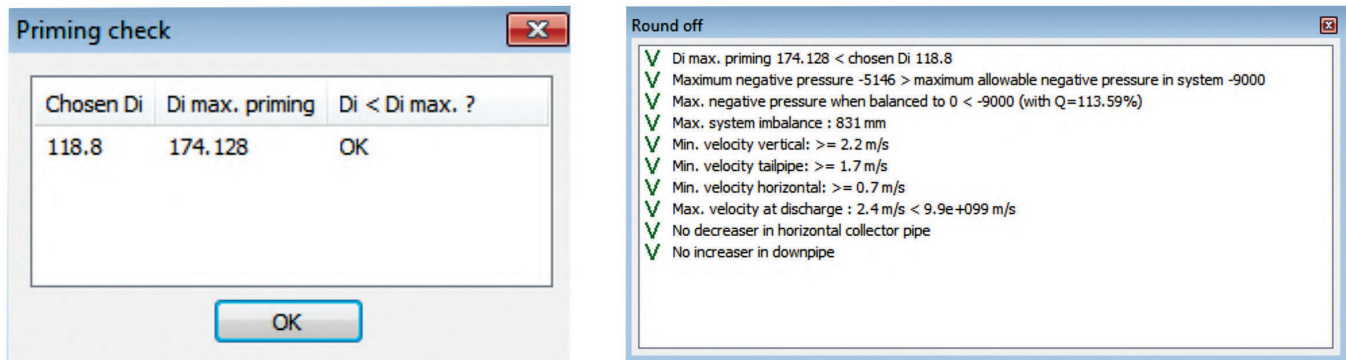 Priming check
Chosen Di Di max. priming Di < Di max. ?
118.8 174.128 OK
OK
Round off
V Di max. priming 174.128 < chosen Di 118.8
V Maximum negative pressure -5146 > maximum allowable negative pressure in system -9000
V Max. negative pressure when balanced to 0 < -9000 (with Q=113.59%)
V Max. system imbalance : 831 mm
V Min. velocity vertical: >= 2.2 m/s
V Min. velocity tailpipe: >= 1.7 m/s
V Min. velocity horizontal: >= 0.7 m/s
V Max. velocity at discharge : 2.4 m/s < 9.9e+099 m/s
V No decreaser in horizontal collector pipe
V No increaser in downpipe